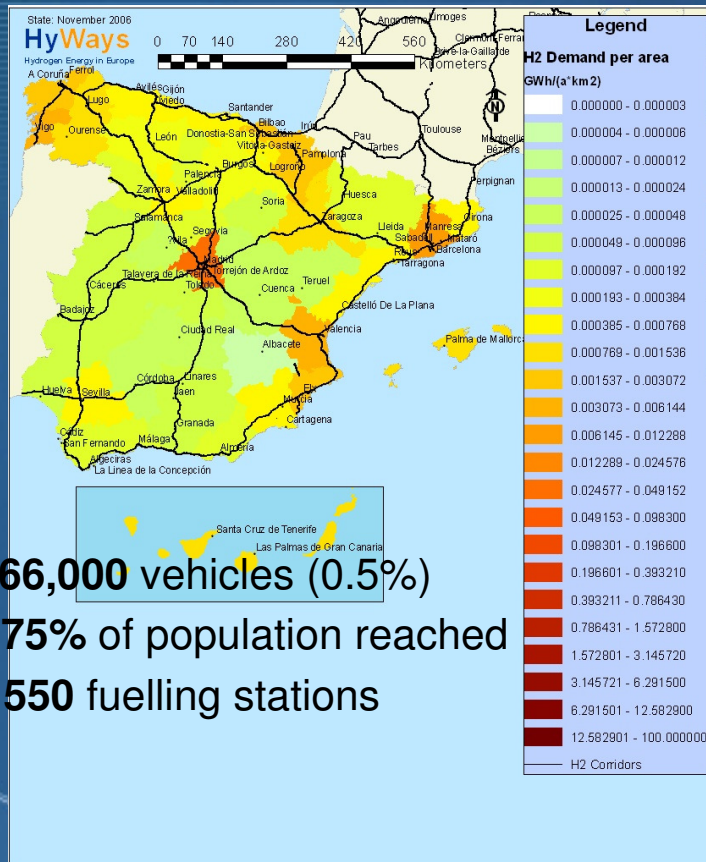 State: November 2006
HyWays
Hydrogen Energy in Europe
0 70 140 280 420 560
Kilometers
Limoges
Brive-la-Gaillarde
A Coruña
Ferrol
Avilés
Gijón
Oviedo
Lugo
Santander
Bilbao
Irún
Vigo
Ourense
León
Donostia-San Sebastián
Vitoria-Gasteiz
Pamplona
Logroño
Burgos
Palencia
Pau
Tarbes
Toulouse
Béziers
Perpignan
Zamora
Valladolid
Soria
Huesca
Zaragoza
Lleida
Girona
Manresa
Sabadell
Mataró
Barcelona
Reus
Tarragona
Salamanca
Segovia
Madrid
Torrejón de Ardoz
Talavera de la Reina
Toledo
Cuenca
Teruel
Castelló De La Plana
Cáceres
Badajoz
Ciudad Real
Albacete
Valencia
Palma de Mallorca
Elx
Murcia
Cartagena
Huelva
Sevilla
Córdoba
Linares
Jaen
Granada
Cádiz
San Fernando
Málaga
Almería
Algeciras
La Linea de la Concepción
Santa Cruz de Tenerife
Las Palmas de Gran Canaria
66,000 vehicles (0.5%)
75% of population reached
550 fuelling stations
Legend
H2 Demand per area
GWh/(a*km2)
0.000000 - 0.000003
0.000004 - 0.000006
0.000007 - 0.000012
0.000013 - 0.000024
0.000025 - 0.000048
0.000049 - 0.000096
0.000097 - 0.000192
0.000193 - 0.000384
0.000385 - 0.000768
0.000769 - 0.001536
0.001537 - 0.003072
0.003073 - 0.006144
0.006145 - 0.012288
0.012289 - 0.024576
0.024577 - 0.049152
0.049153 - 0.098300
0.098301 - 0.196600
0.196601 - 0.393210
0.393211 - 0.786430
0.786431 - 1.572800
1.572801 - 3.145720
3.145721 - 6.291500
6.291501 - 12.582900
12.582901 - 100.000000
H2 Corridors